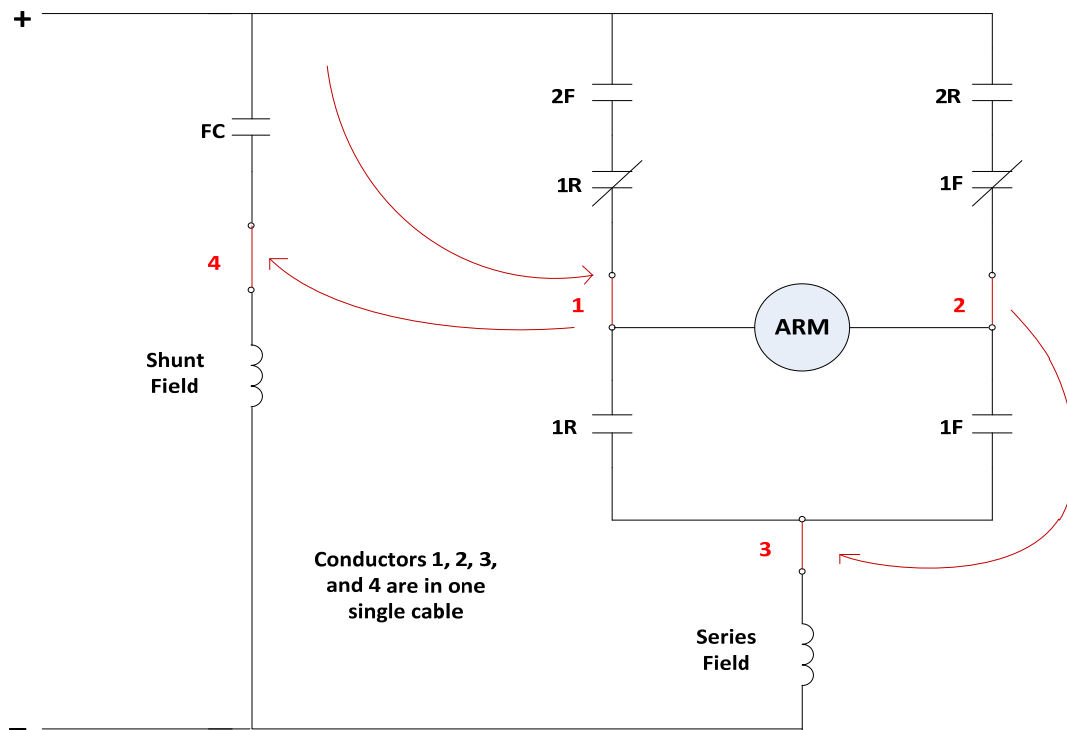 +
2F
2R
FC
1R
1F
4
1
ARM
2
Shunt
Field
1R
1F
Conductors 1, 2, 3,
and 4 are in one
single cable
3
Series
Field
–